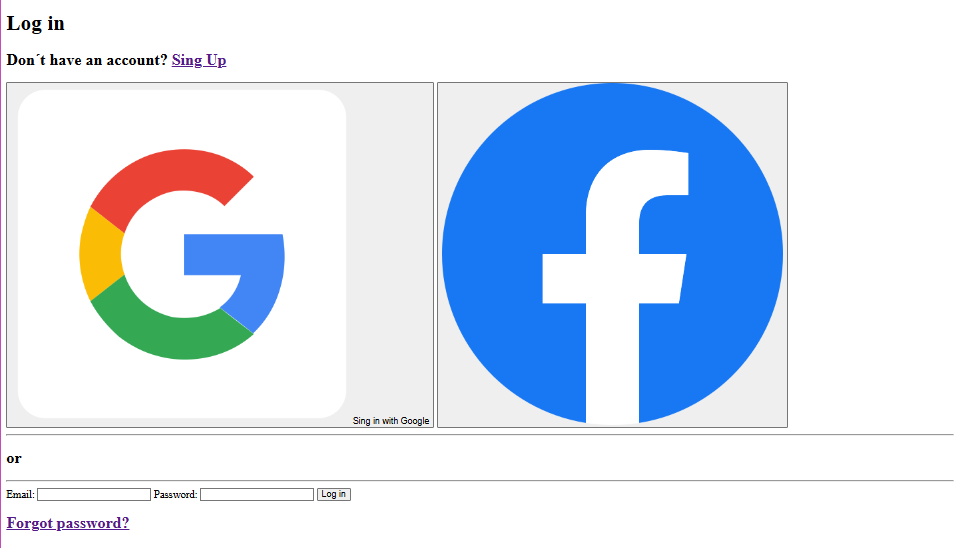 Log in
Don´t have an account? Sing Up
Sing in with Google
or
Email: Password: Log in
Forgot password?